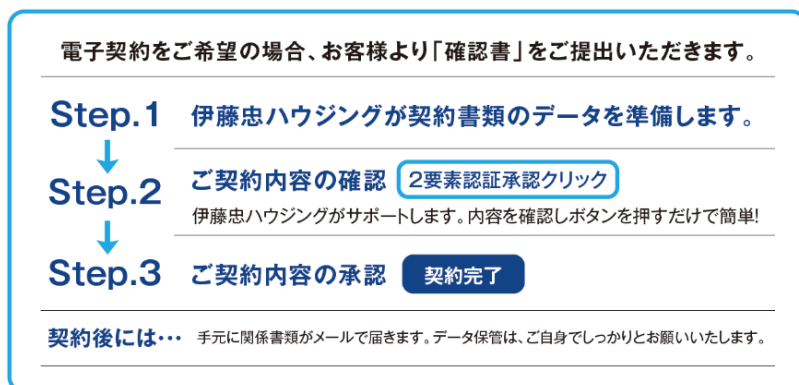 電子契約をご希望の場合、お客様より「確認書」をご提出いただきます。
Step.1 伊藤忠ハウジングが契約書類のデータを準備します。
Step.2 ご契約内容の確認 2要素認証承認クリック
伊藤忠ハウジングがサポートします。内容を確認しボタンを押すだけで簡単!
Step.3 ご契約内容の承認 契約完了
契約後には… 手元に関係書類がメールで届きます。データ保管は、ご自身でしっかりとお願いいたします。